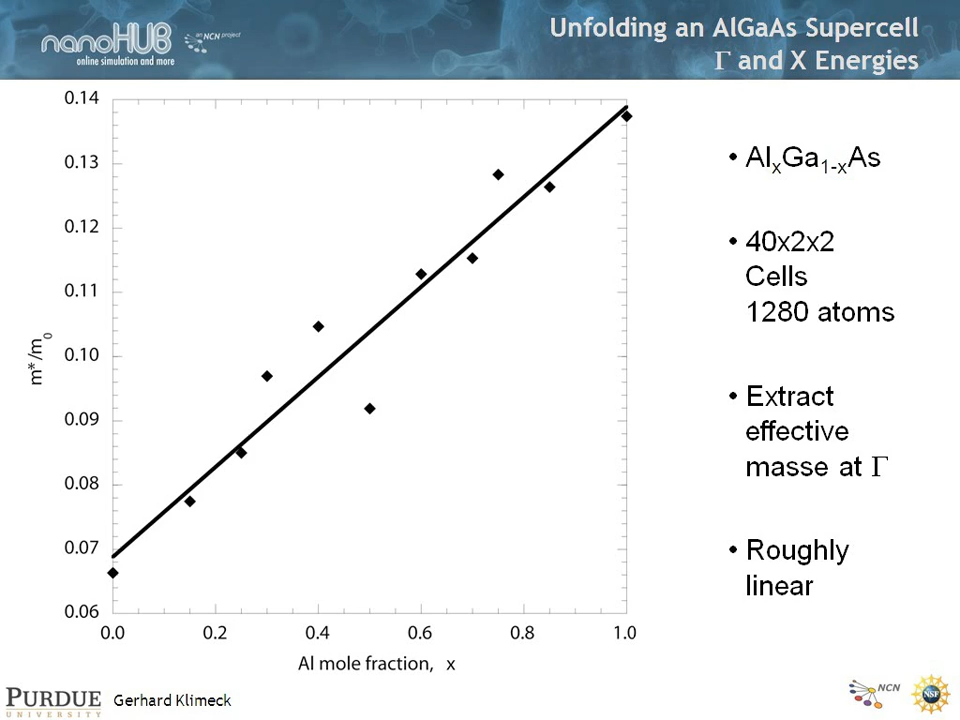 nanoHUB
an NCN project
online simulation and more
Unfolding an AlGaAs Supercell
Γ and X Energies
0.14
0.13
0.12
0.11
0.10
0.09
0.08
0.07
0.06
m*/m₀
0.0 0.2 0.4 0.6 0.8 1.0
Al mole fraction, x
• AlₓGa₁₋ₓAs
• 40x2x2
Cells
1280 atoms
• Extract
effective
masse at Γ
• Roughly
linear
PURDUE
UNIVERSITY
Gerhard Klimeck
NCN
NSF